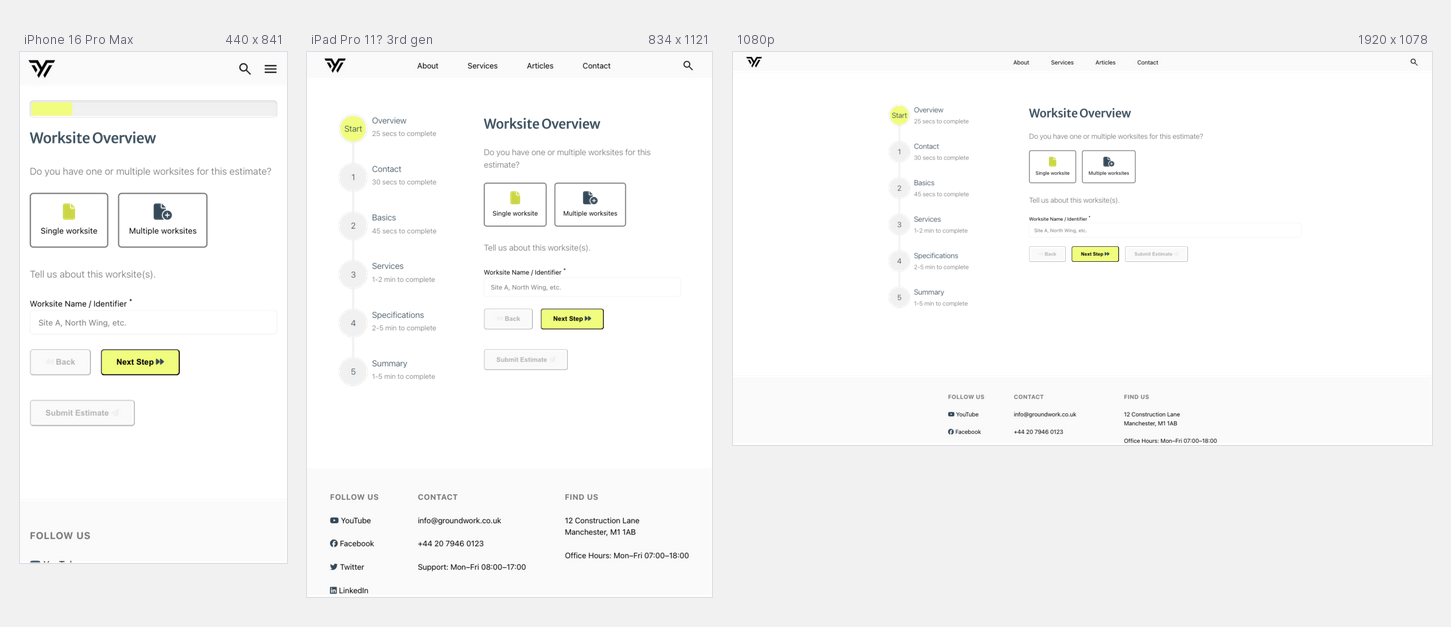 iPhone 16 Pro Max
440 x 841
Worksite Overview
Do you have one or multiple worksites for this estimate?
Single worksite
Multiple worksites
Tell us about this worksite(s).
Worksite Name / Identifier *
Site A, North Wing, etc.
Back
Next Step
Submit Estimate
FOLLOW US
iPad Pro 11? 3rd gen
834 x 1121
About
Services
Articles
Contact
Start
Overview
25 secs to complete
1
Contact
30 secs to complete
2
Basics
45 secs to complete
3
Services
1-2 min to complete
4
Specifications
2-5 min to complete
5
Summary
1-5 min to complete
Worksite Overview
Do you have one or multiple worksites for this
estimate?
Single worksite
Multiple worksites
Tell us about this worksite(s).
Worksite Name / Identifier *
Site A, North Wing, etc.
Back
Next Step
Submit Estimate
FOLLOW US
YouTube
Facebook
Twitter
LinkedIn
CONTACT
info@groundwork.co.uk
+44 20 7946 0123
Support: Mon–Fri 08:00–17:00
FIND US
12 Construction Lane
Manchester, M1 1AB
Office Hours: Mon–Fri 07:00–18:00
1080p
1920 x 1078
About
Services
Articles
Contact
Start
Overview
25 secs to complete
1
Contact
30 secs to complete
2
Basics
45 secs to complete
3
Services
1-2 min to complete
4
Specifications
2-5 min to complete
5
Summary
1-5 min to complete
Worksite Overview
Do you have one or multiple worksites for this estimate?
Single worksite
Multiple worksites
Tell us about this worksite(s).
Worksite Name / Identifier *
Site A, North Wing, etc.
Back
Next Step
Submit Estimate
FOLLOW US
YouTube
Facebook
CONTACT
info@groundwork.co.uk
+44 20 7946 0123
FIND US
12 Construction Lane
Manchester, M1 1AB
Office Hours: Mon–Fri 07:00–18:00